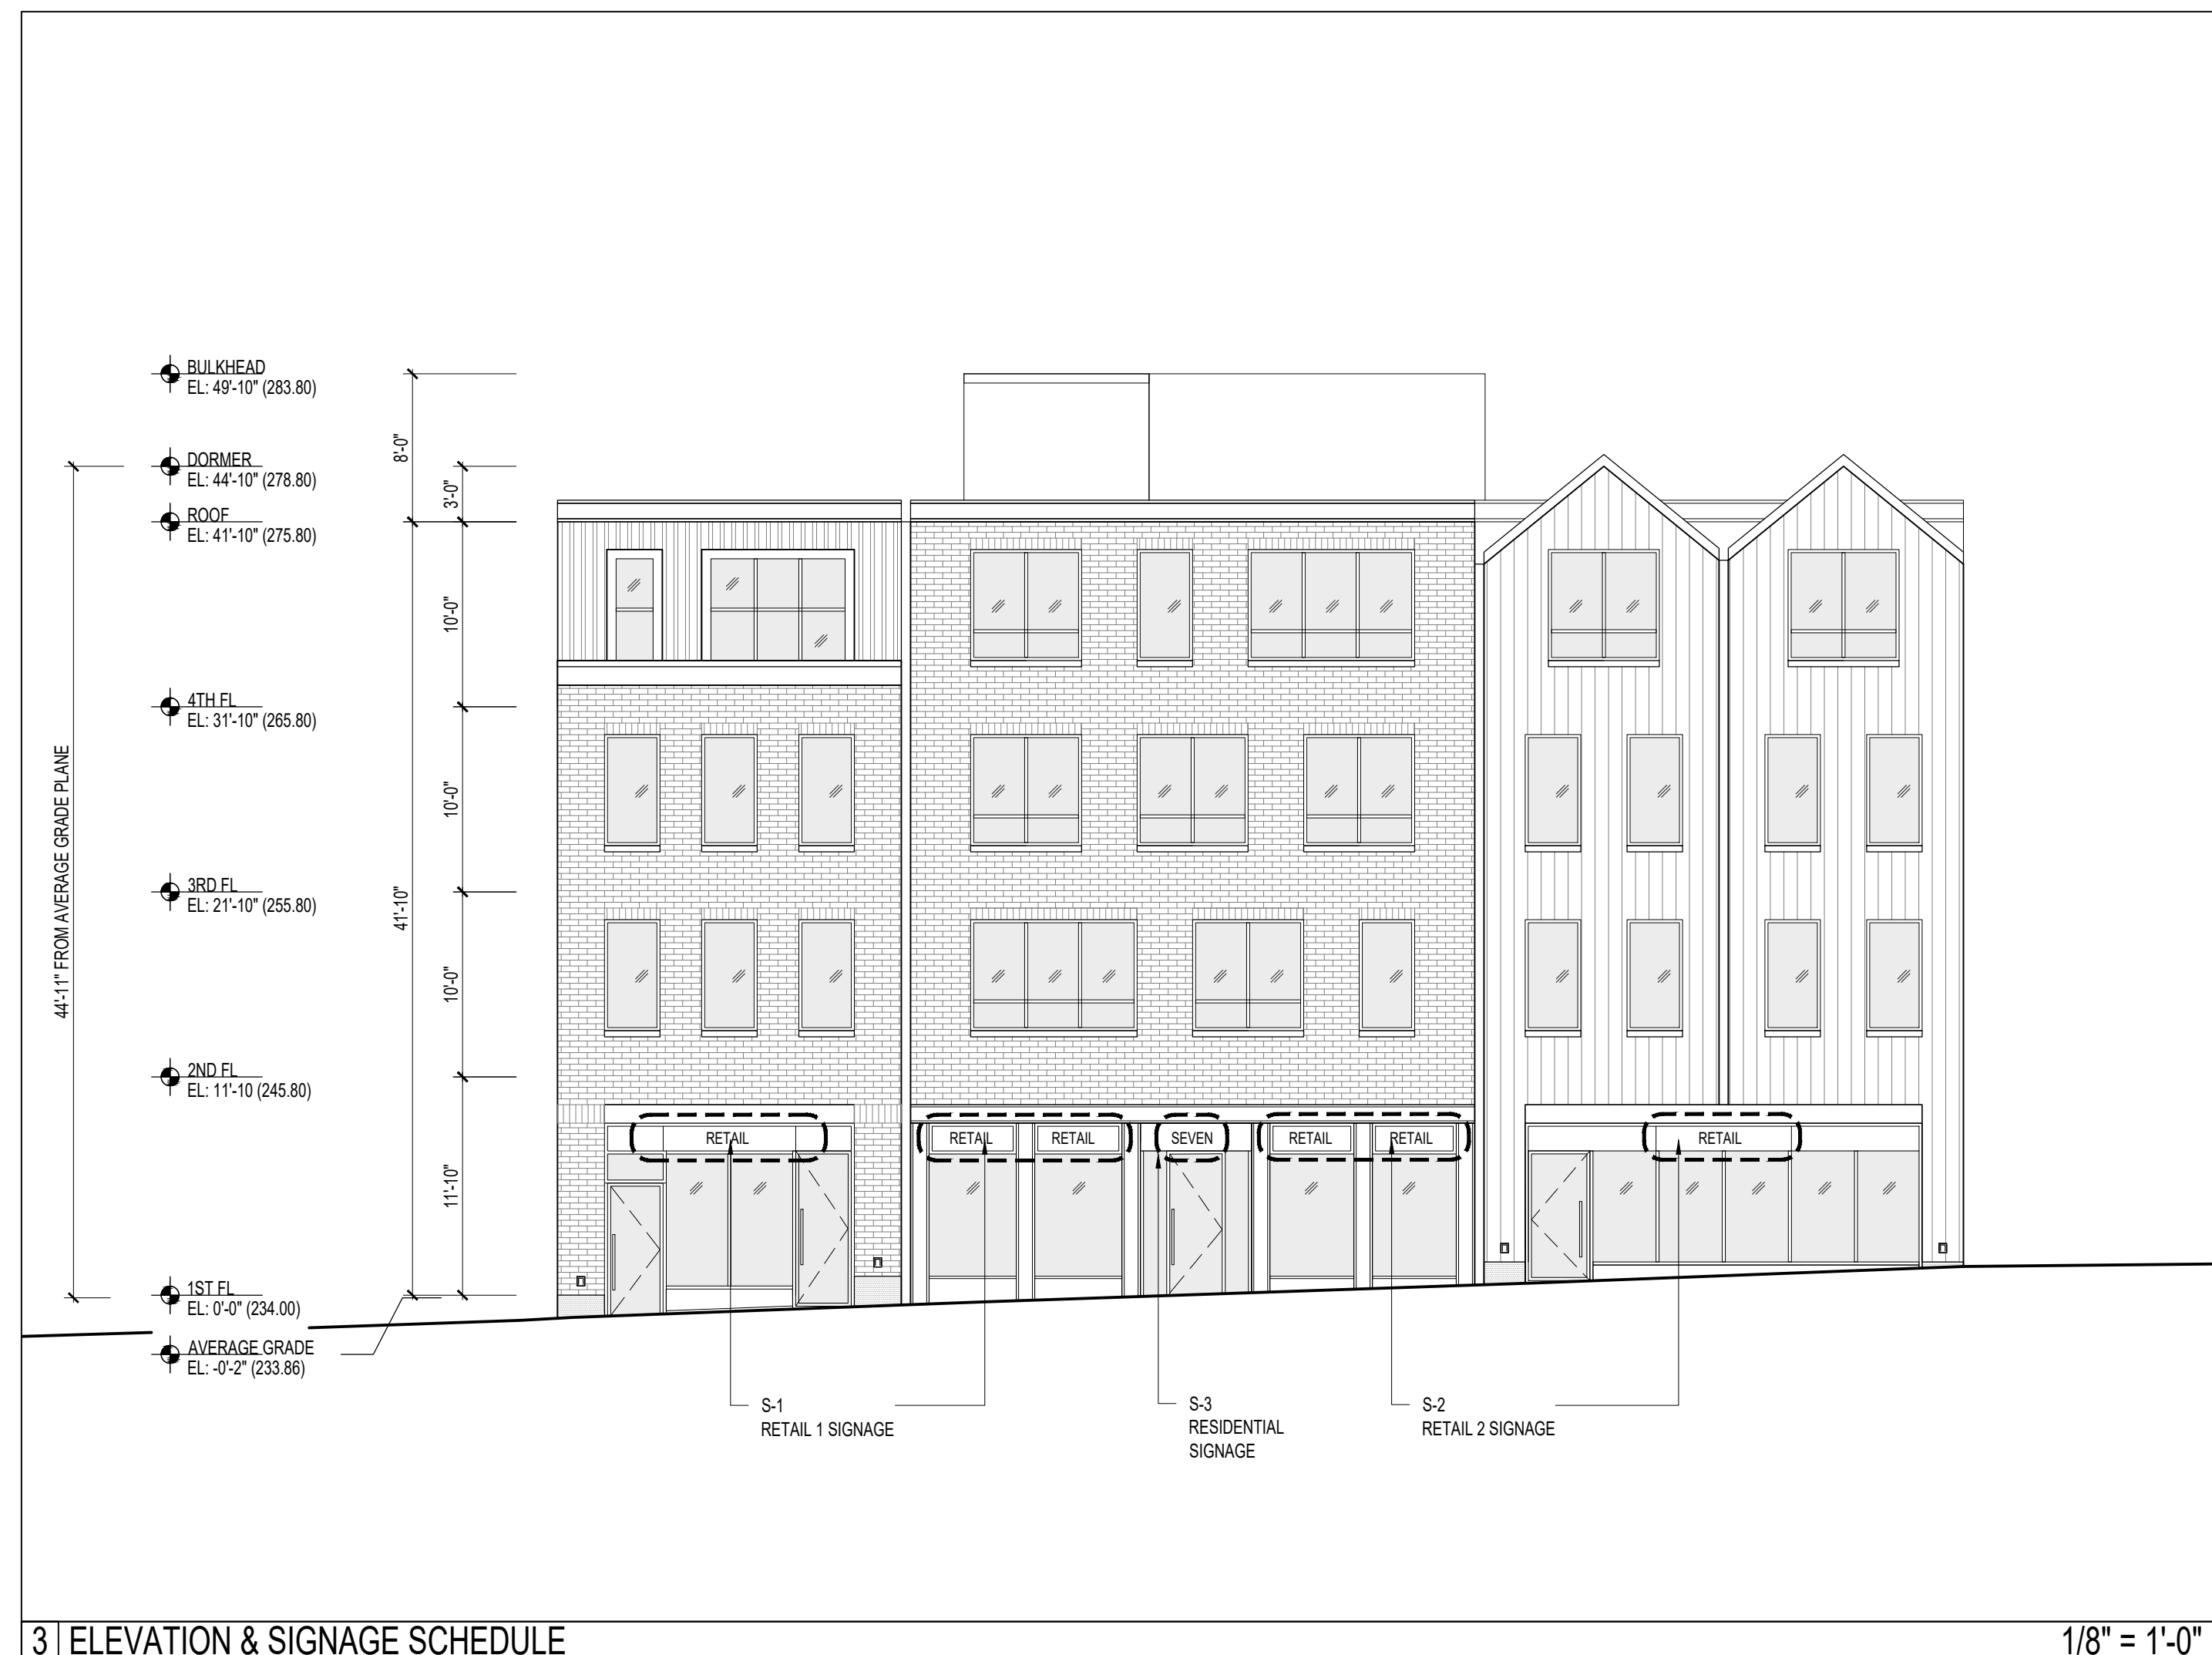 BULKHEAD
EL: 49'-10" (283.80)
8'-0"
DORMER
EL: 44'-10" (278.80)
3'-0"
ROOF
EL: 41'-10" (275.80)
10'-0"
4TH FL
EL: 31'-10" (265.80)
44'-11" FROM AVERAGE GRADE PLANE
10'-0"
3RD FL
EL: 21'-10" (255.80)
41'-10"
10'-0"
2ND FL
EL: 11'-10 (245.80)
11'-10"
RETAIL
RETAIL
RETAIL
SEVEN
RETAIL
RETAIL
RETAIL
1ST FL
EL: 0'-0" (234.00)
AVERAGE GRADE
EL: -0'-2" (233.86)
S-1
RETAIL 1 SIGNAGE
S-3
RESIDENTIAL
SIGNAGE
S-2
RETAIL 2 SIGNAGE
3 ELEVATION & SIGNAGE SCHEDULE
1/8" = 1'-0"